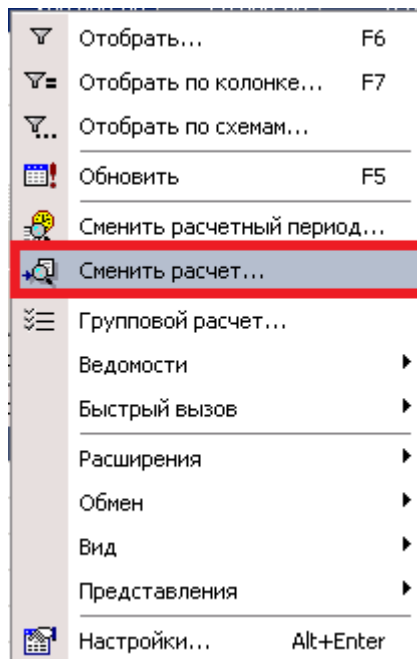 Отобрать... F6
Отобрать по колонке... F7
Отобрать по схемам...
Обновить F5
Сменить расчетный период...
Сменить расчет...
Групповой расчет...
Ведомости
Быстрый вызов
Расширения
Обмен
Вид
Представления
Настройки... Alt+Enter